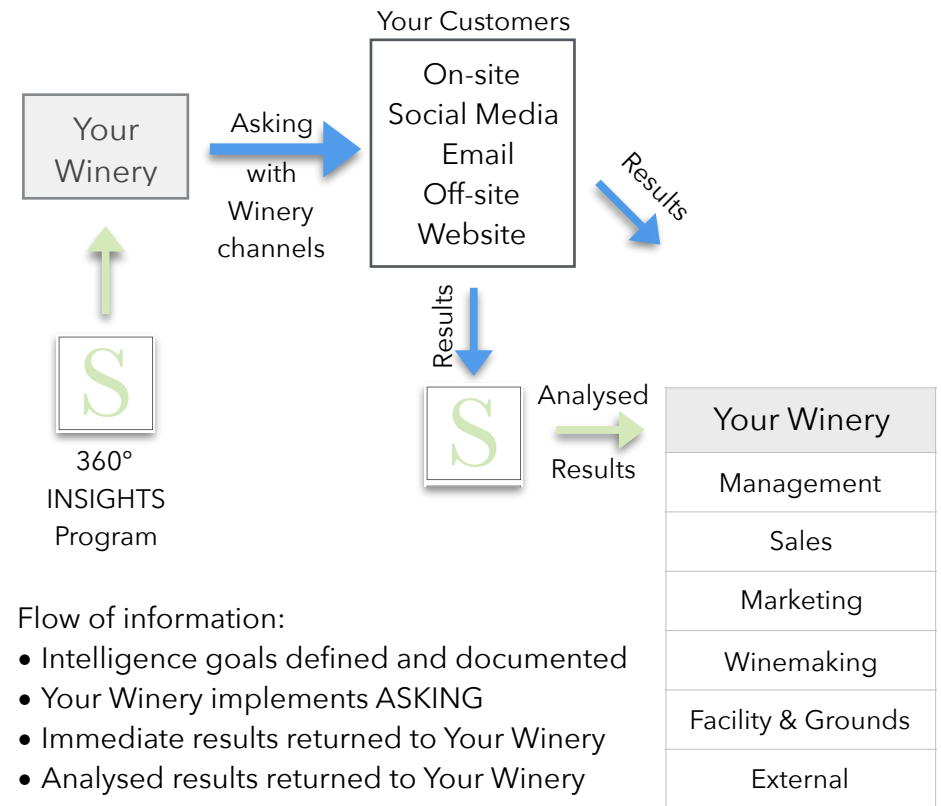 Your Customers
On-site
Social Media
Email
Off-site
Website
Your
Winery
Asking
with
Winery
channels
Results
Results
S
360°
INSIGHTS
Program
S
Analysed
Results
Your Winery
Management
Sales
Marketing
Winemaking
Facility & Grounds
External
Flow of information:
• Intelligence goals defined and documented
• Your Winery implements ASKING
• Immediate results returned to Your Winery
• Analysed results returned to Your Winery